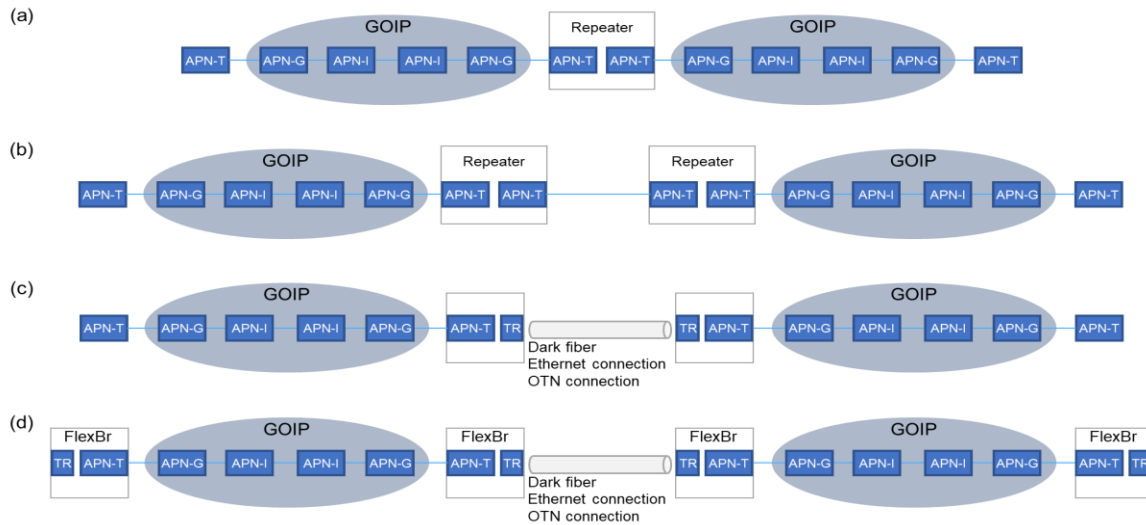 (a)
GOIP
Repeater
GOIP
APN-T APN-G APN-I APN-I APN-G APN-T APN-T APN-G APN-I APN-I APN-G APN-T
(b)
GOIP
Repeater
Repeater
GOIP
APN-T APN-G APN-I APN-I APN-G APN-T APN-T APN-T APN-T APN-G APN-I APN-I APN-G APN-T
(c)
GOIP
GOIP
APN-T APN-G APN-I APN-I APN-G APN-T TR TR APN-T APN-G APN-I APN-I APN-G APN-T
Dark fiber
Ethernet connection
OTN connection
(d)
FlexBr
GOIP
FlexBr
FlexBr
GOIP
FlexBr
TR APN-T APN-G APN-I APN-I APN-G APN-T TR TR APN-T APN-G APN-I APN-I APN-G APN-T TR
Dark fiber
Ethernet connection
OTN connection